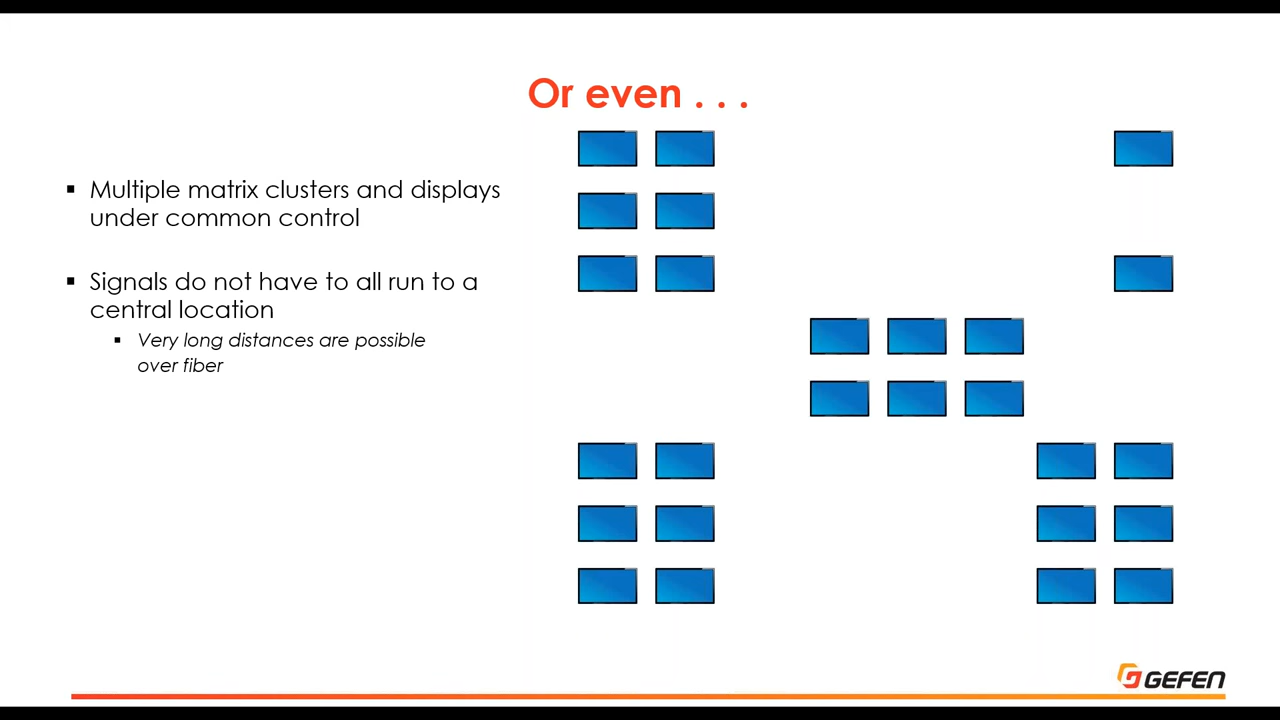 Or even . . .
▪ Multiple matrix clusters and displays
under common control
▪ Signals do not have to all run to a
central location
▪ Very long distances are possible
over fiber
GEFEN